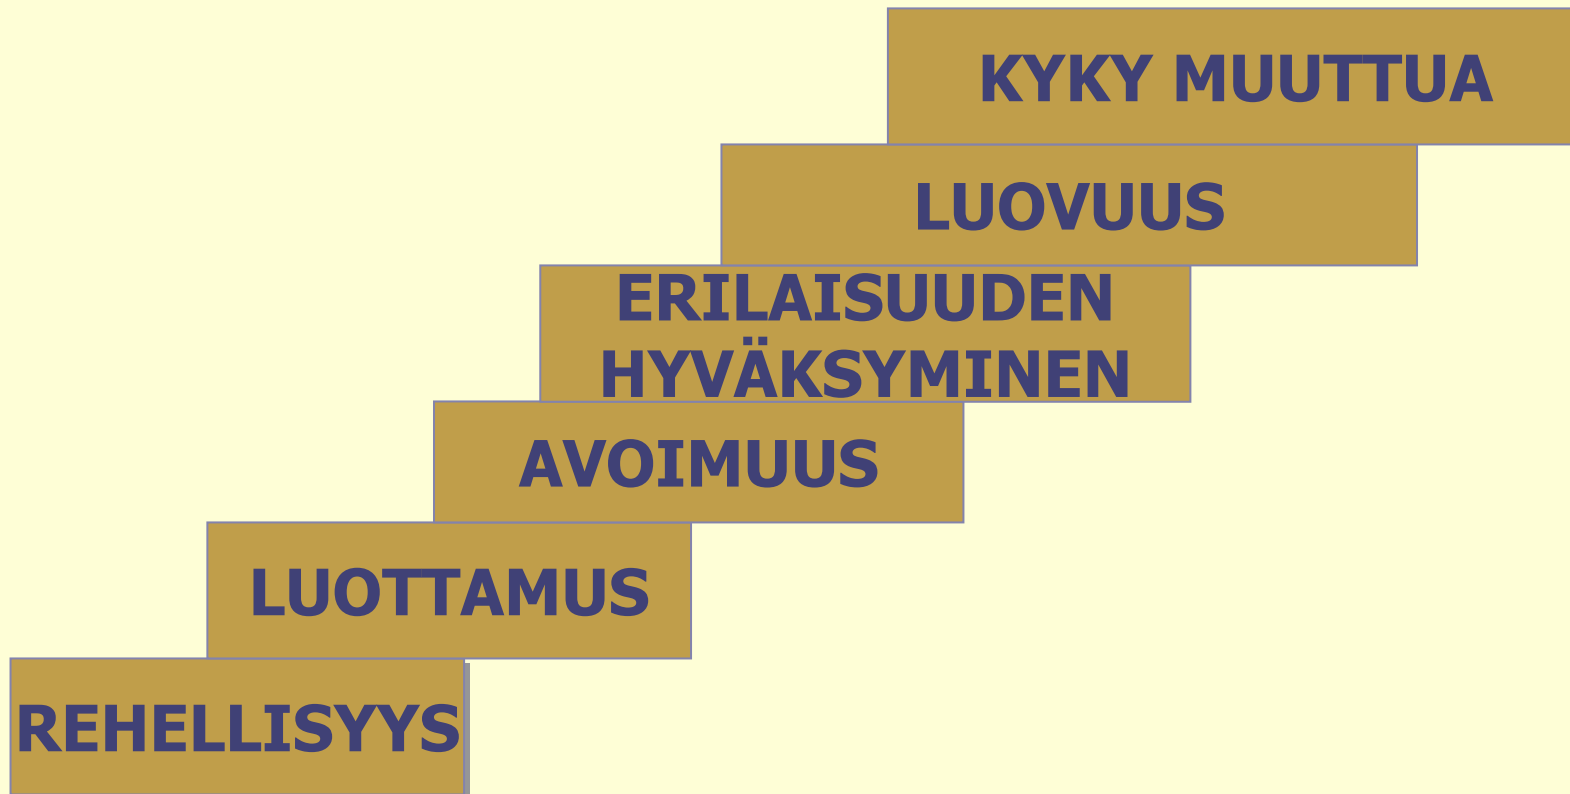 KYKY MUUTTUA
LUOVUUS
ERILAISUUDEN
HYVÄKSYMINEN
AVOIMUUS
LUOTTAMUS
REHELLISYYS